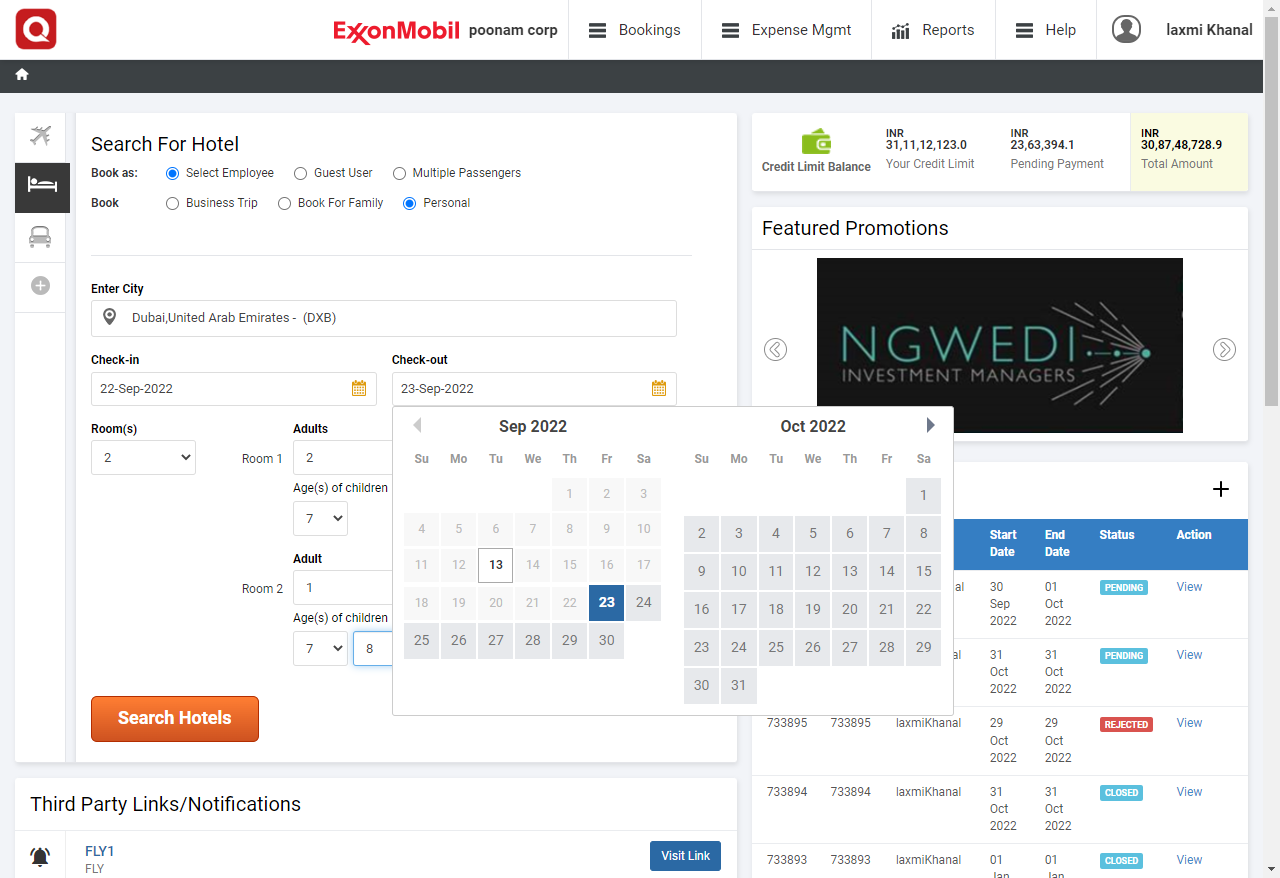 Q
ExxonMobil poonam corp Bookings Expense Mgmt Reports Help laxmi Khanal
Search For Hotel
Book as: Select Employee Guest User Multiple Passengers
Book Business Trip Book For Family Personal
Enter City
Dubai,United Arab Emirates - (DXB)
Check-in Check-out
22-Sep-2022 23-Sep-2022
Room(s) Adults
2 Room 1 2
Age(s) of children
7
Adult
Room 2 1
Age(s) of children
7 8
Search Hotels
Sep 2022
Su Mo Tu We Th Fr Sa
1 2 3
4 5 6 7 8 9 10
11 12 13 14 15 16 17
18 19 20 21 22 23 24
25 26 27 28 29 30
Oct 2022
Su Mo Tu We Th Fr Sa
1
2 3 4 5 6 7 8
9 10 11 12 13 14 15
16 17 18 19 20 21 22
23 24 25 26 27 28 29
30 31
Third Party Links/Notifications
FLY1
FLY
Visit Link
Credit Limit Balance
INR
31,11,12,123.0
Your Credit Limit
INR
23,63,394.1
Pending Payment
INR
30,87,48,728.9
Total Amount
Featured Promotions
NGWEDI
INVESTMENT MANAGERS
Start Date End Date Status Action
al 30 Sep 2022 01 Oct 2022 PENDING View
al 31 Oct 2022 31 Oct 2022 PENDING View
733895 733895 laxmiKhanal 29 Oct 2022 29 Oct 2022 REJECTED View
733894 733894 laxmiKhanal 31 Oct 2022 31 Oct 2022 CLOSED View
733893 733893 laxmiKhanal 01 Jan 01 Jan CLOSED View